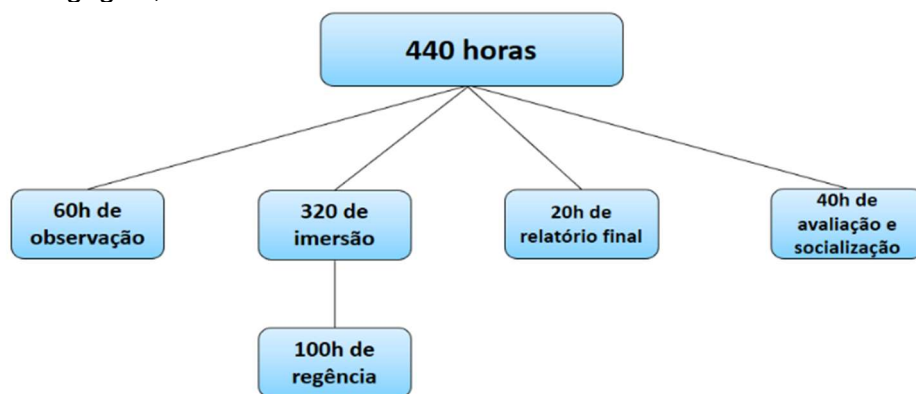 440 horas
60h de
observação
320 de
imersão
20h de
relatório final
40h de
avaliação e
socialização
100h de
regência